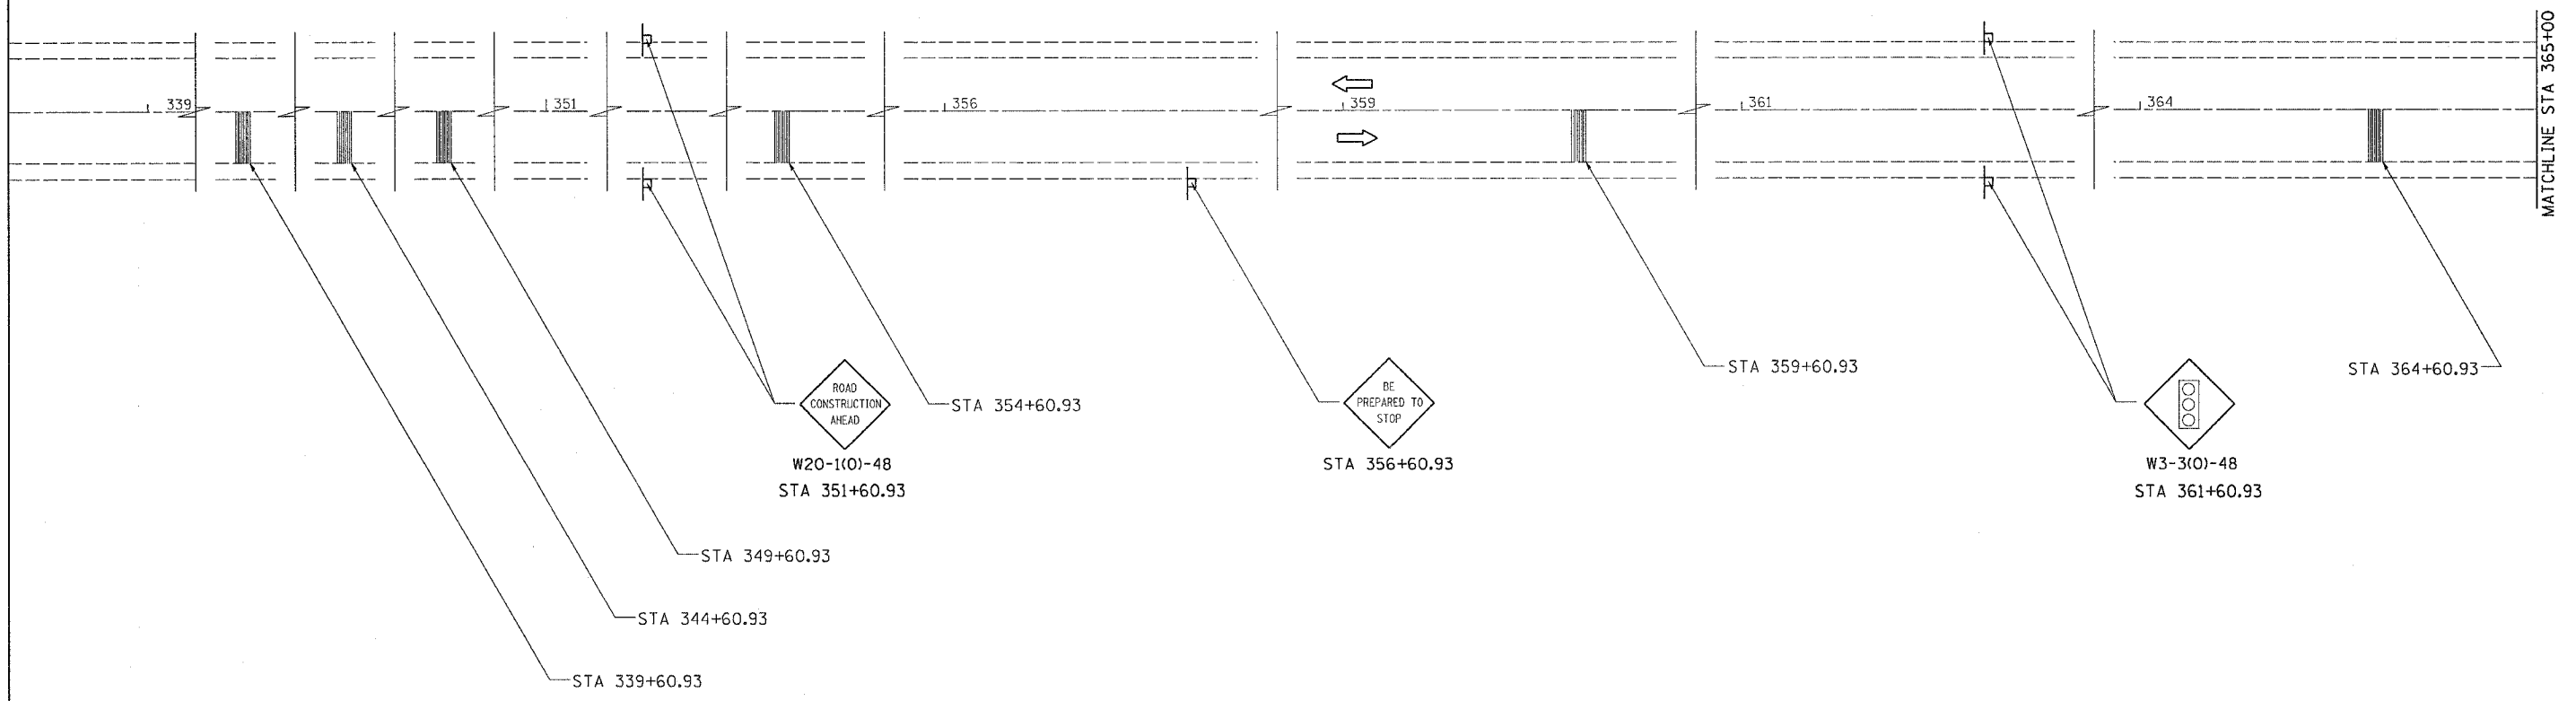 MATCHLINE STA 365+00
339
351
356
359
361
364
STA 359+60.93
STA 364+60.93
ROAD
CONSTRUCTION
AHEAD
STA 354+60.93
BE
PREPARED TO
STOP
W20-1(O)-48
STA 351+60.93
STA 356+60.93
W3-3(O)-48
STA 361+60.93
STA 349+60.93
STA 344+60.93
STA 339+60.93